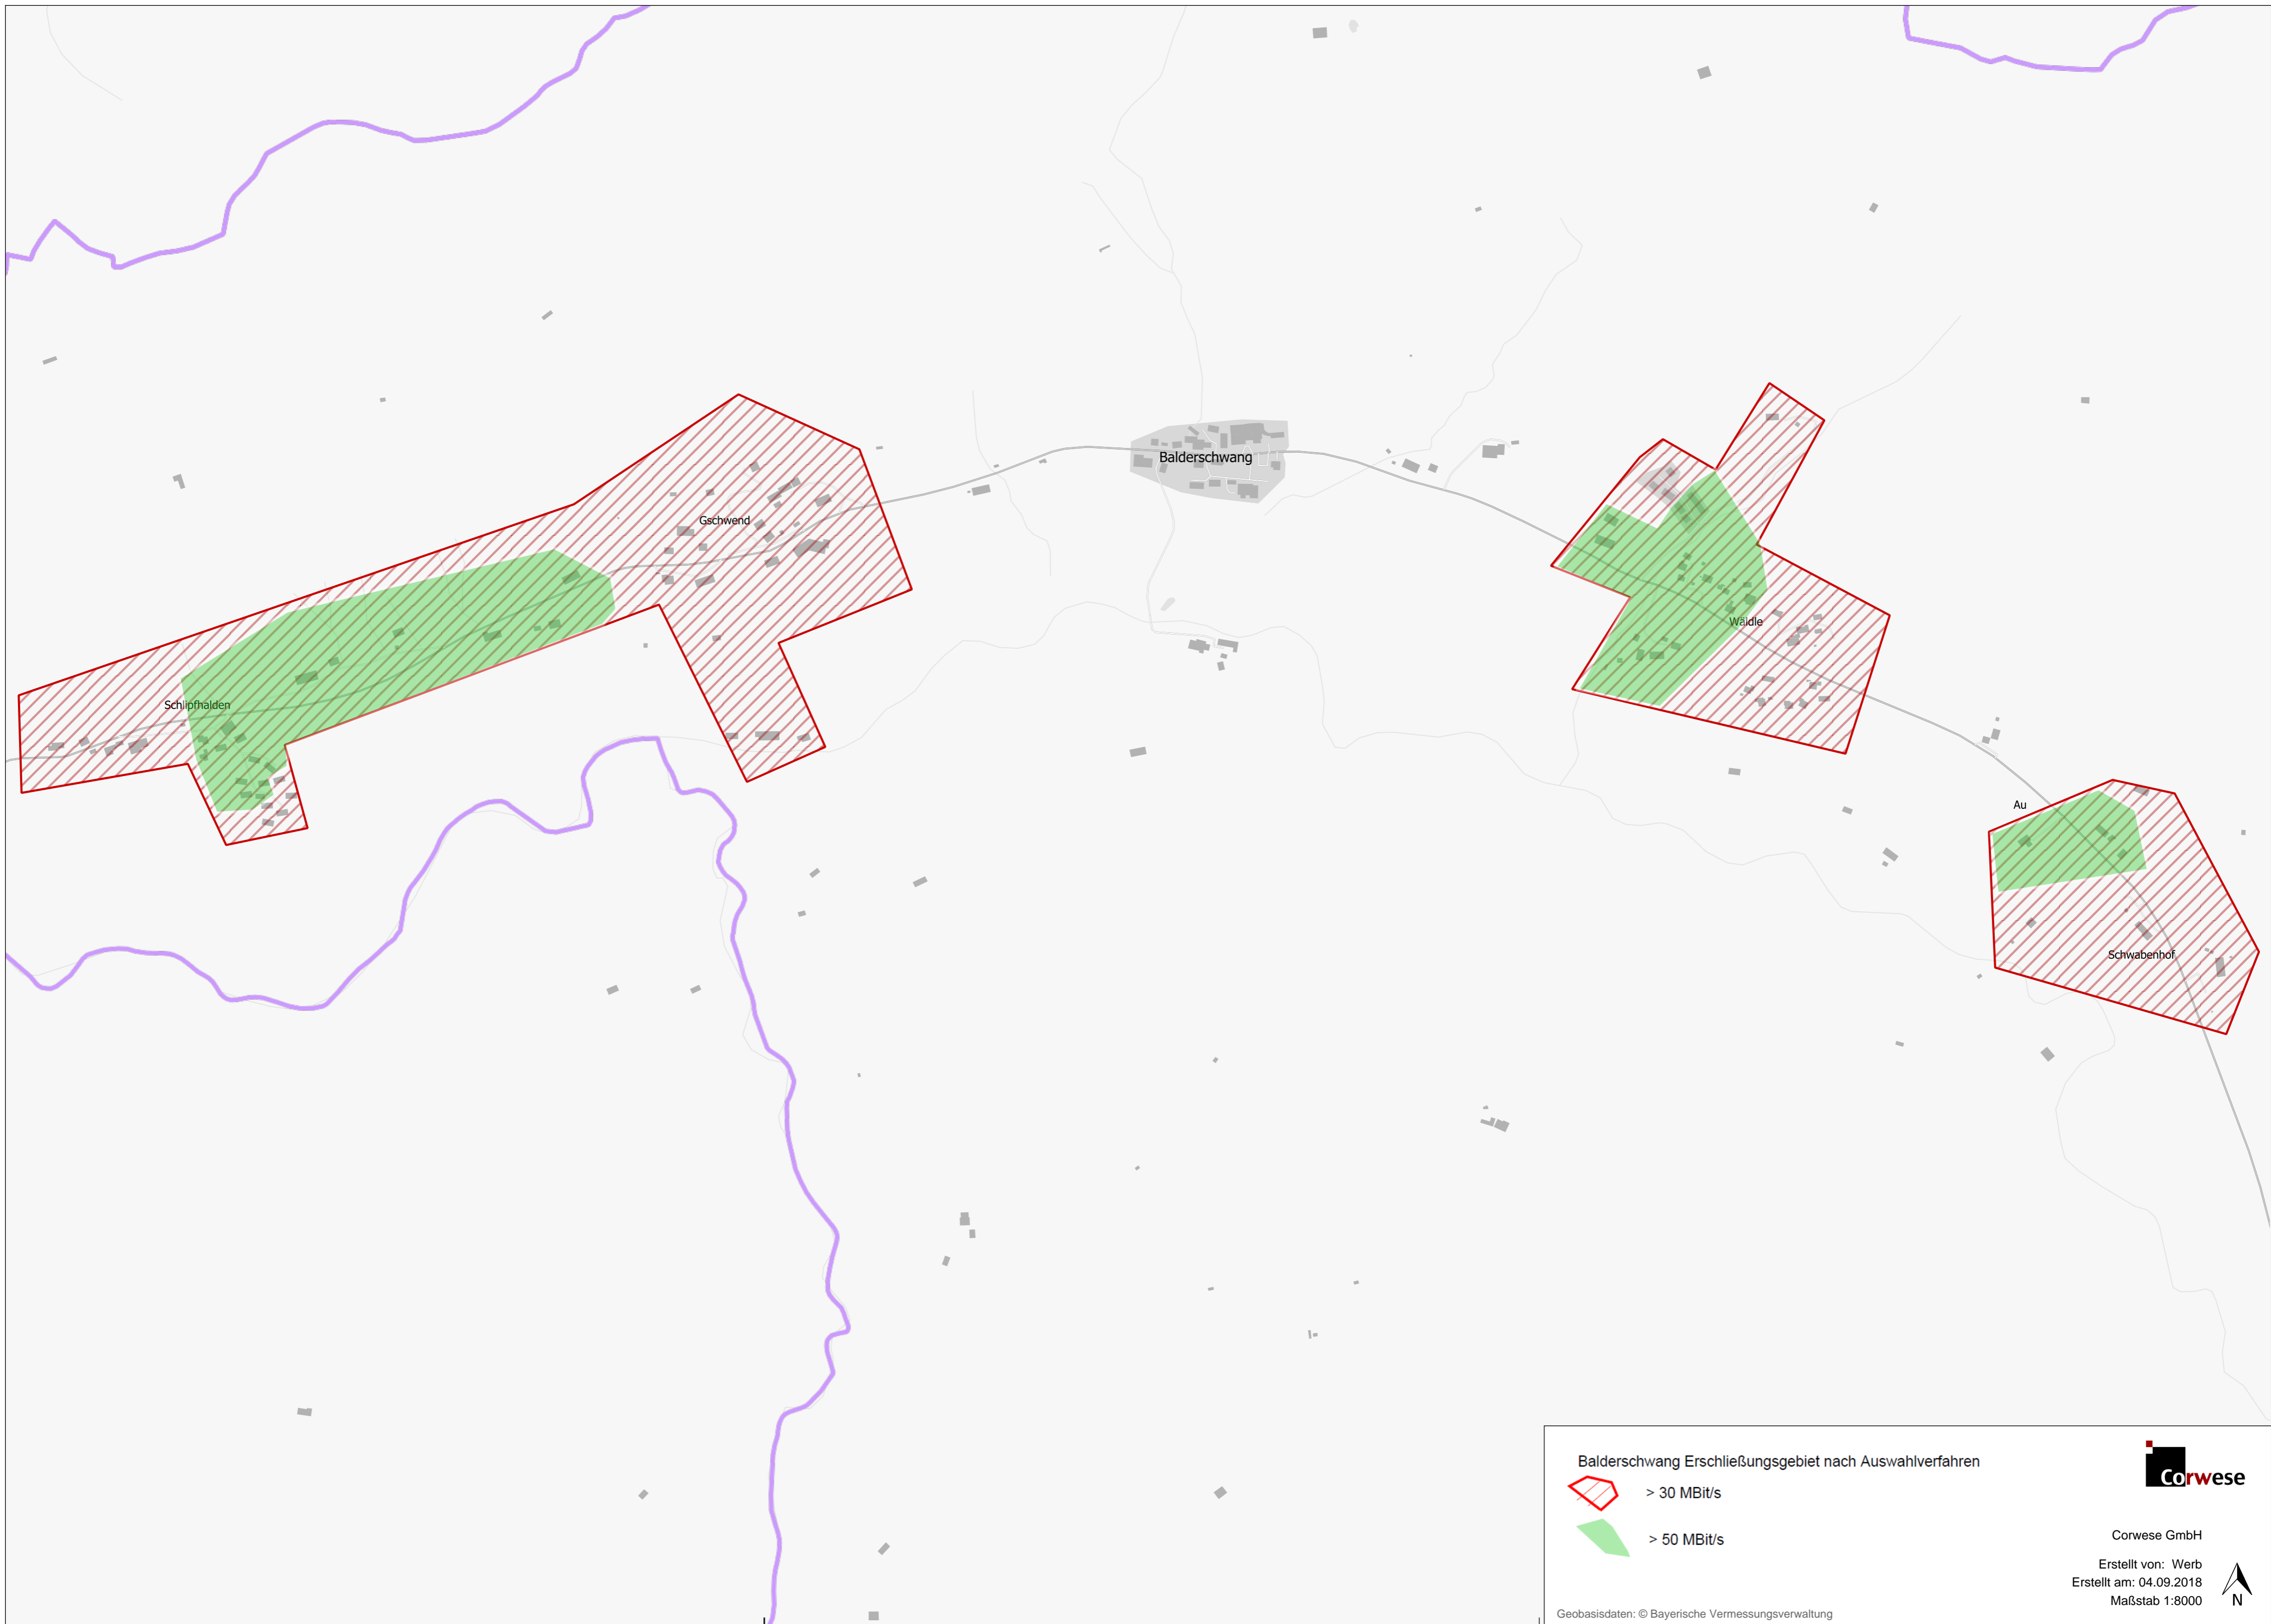 Balderschwang
Gschwend
Wäldle
Schlipfhalden
Au
Schwabenhof
Balderschwang Erschließungsgebiet nach Auswahlverfahren
> 30 MBit/s
> 50 MBit/s
Corwese
Corwese GmbH
Erstellt von: Werb
Erstellt am: 04.09.2018
Maßstab 1:8000
N
Geobasisdaten: © Bayerische Vermessungsverwaltung